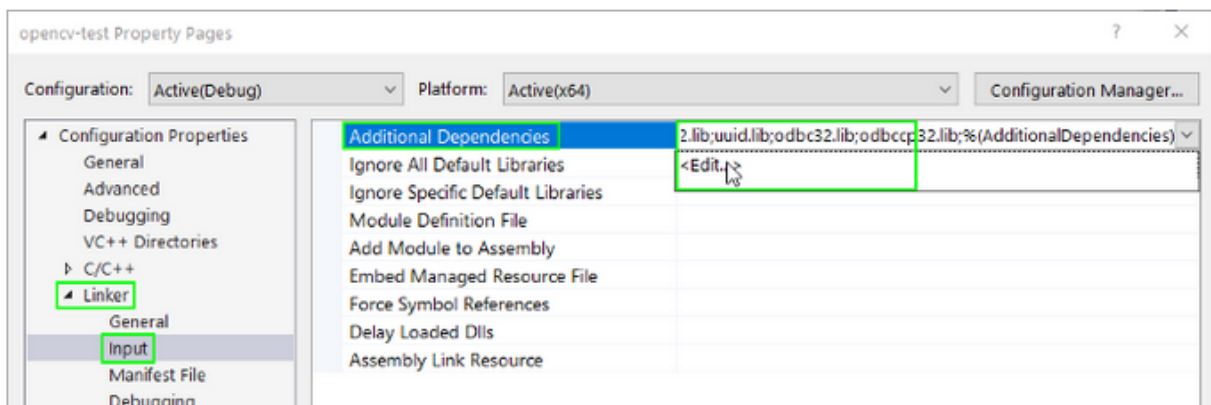 opencv-test Property Pages
Configuration: Active(Debug) Platform: Active(x64) Configuration Manager...
Configuration Properties
General
Advanced
Debugging
VC++ Directories
C/C++
Linker
General
Input
Manifest File
Debugging
Additional Dependencies 2.lib;uuid.lib;odbc32.lib;odbccp32.lib;%(AdditionalDependencies)
<Edit...>
Ignore All Default Libraries
Ignore Specific Default Libraries
Module Definition File
Add Module to Assembly
Embed Managed Resource File
Force Symbol References
Delay Loaded Dlls
Assembly Link Resource